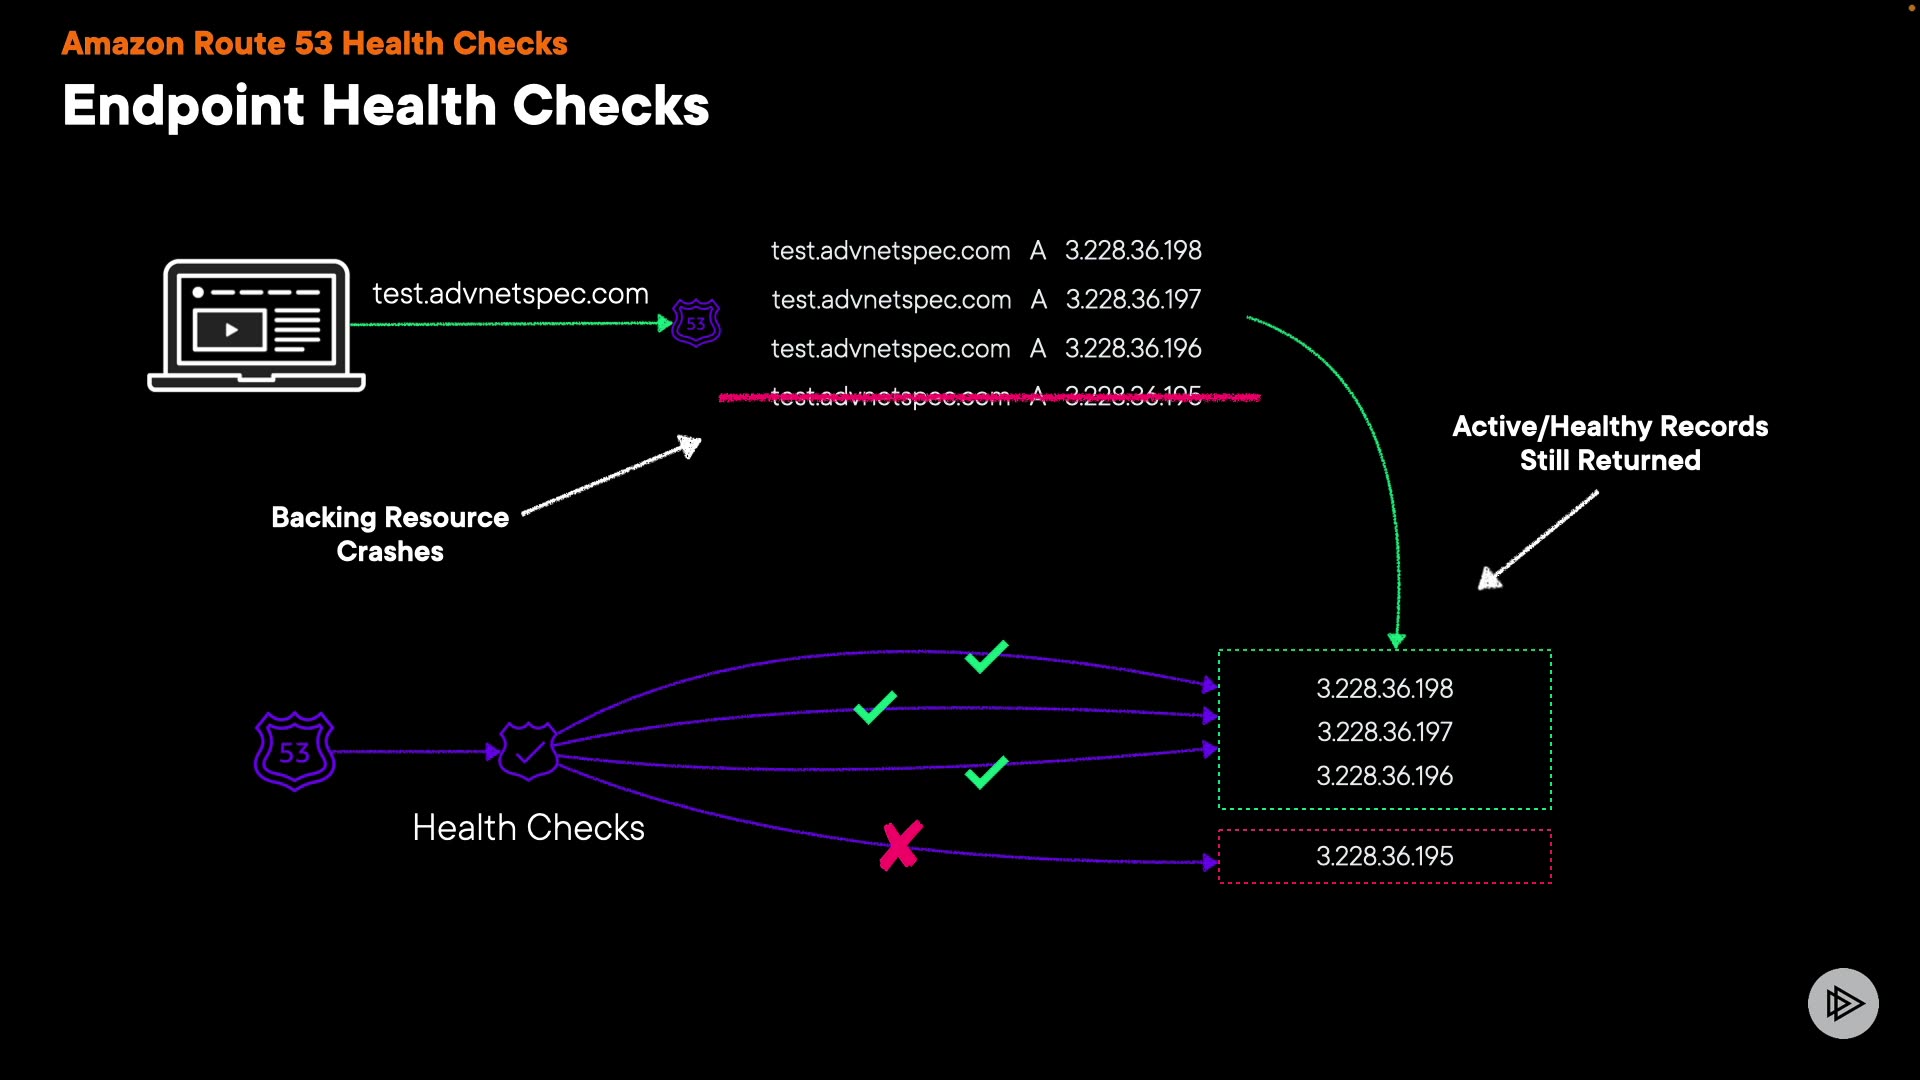 Amazon Route 53 Health Checks
Endpoint Health Checks
test.advnetspec.com
53
test.advnetspec.com A 3.228.36.198
test.advnetspec.com A 3.228.36.197
test.advnetspec.com A 3.228.36.196
test.advnetspec.com A 3.228.36.195
Active/Healthy Records
Still Returned
Backing Resource
Crashes
53
Health Checks
3.228.36.198
3.228.36.197
3.228.36.196
3.228.36.195